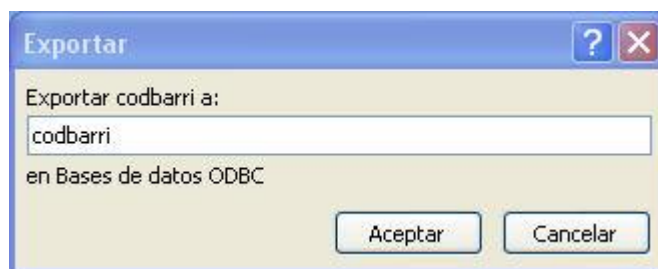 Exportar
Exportar codbarri a:
codbarri
en Bases de datos ODBC
Aceptar Cancelar